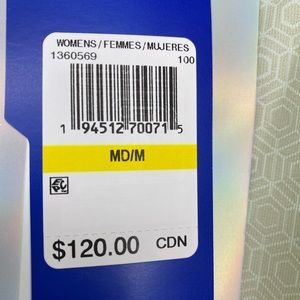 WOMENS/FEMMES/MUJERES
1360569 100
1 94512 70071 5
MD/M
$120.00 CDN